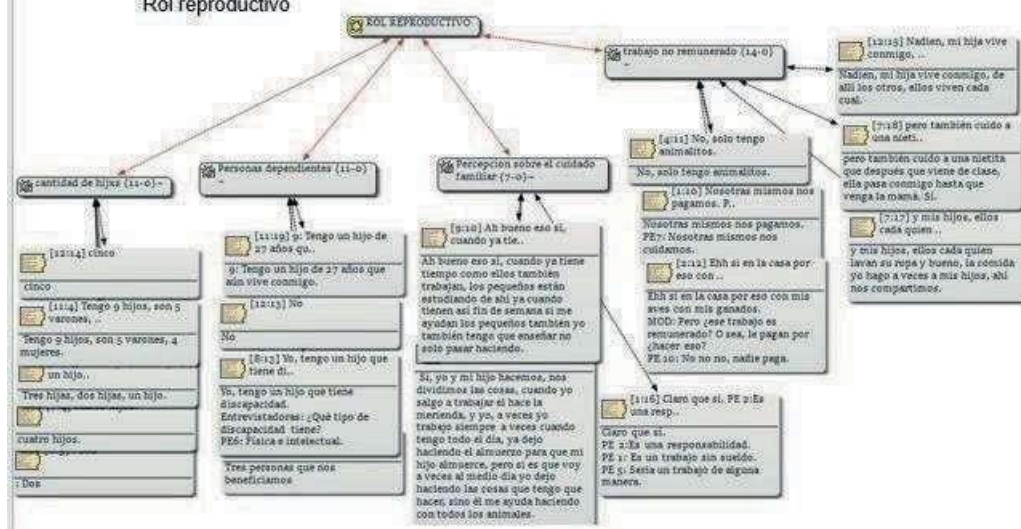 Rol reproductivo
ROL REPRODUCTIVO
trabajo no remunerado {14-0}
~
[12:15] Nadien, mi hija vive
conmigo, ..
Nadien, mi hija vive conmigo, de
alli los otros, ellos viven cada
cual.
[7:18] pero también cuido a
una nieti..
pero también cuido a una nietita
que después que viene de clase,
ella pasa conmigo hasta que
venga la mamá. Si.
[7:17] y mis hijos, ellos
cada quien ..
y mis hijos, ellos cada quien
lavan su ropa y bueno, la comida
yo hago a veces a mis hijos, ahí
nos compartimos.
[4:11] No, solo tengo
animalitos.
No, solo tengo animalitos.
[1:10] Nosotras mismos nos
pagamos. P..
Nosotras mismos nos
pagamos.
PE7: Nosotras mismos nos
cuidamos.
[2:12] Ehh si en la casa por
eso con ..
Ehh si en la casa por eso con mis
aves con mis ganados.
MOD: Pero ¿ese trabajo es
remunerado? O sea, le pagan por
¿hacer eso?
PE 10: No no no, nadie paga.
cantidad de hijxs {11-0}~
[12:14] cinco
cinco
[11:4] Tengo 9 hijos, son 5
varones, ..
Tengo 9 hijos, son 5 varones, 4
mujeres.
un hijo..
Tres hijas, dos hijas, un hijo.
cuatro hijos.
: Dos
Personas dependientes {11-0}
~
[11:19] 9: Tengo un hijo de
27 años qu..
9: Tengo un hijo de 27 años que
aún vive conmigo.
[12:13] No
No
[8:13] Yo, tengo un hijo que
tiene di..
Yo, tengo un hijo que tiene
discapacidad.
Entrevistadoras: ¿Qué tipo de
discapacidad tiene?
PE6: Física e intelectual.
Tres personas que nos
beneficiamos
Percepcion sobre el cuidado
familiar {7-0}~
[9:10] Ah bueno eso si,
cuando ya tie..
Ah bueno eso si, cuando ya tiene
tiempo como ellos también
trabajan, los pequeños están
estudiando de ahí ya cuando
tienen así fin de semana si me
ayudan los pequeños también yo
también tengo que enseñar no
solo pasar haciendo.
Si, yo y mi hijo hacemos, nos
dividimos las cosas, cuando yo
salgo a trabajar el hace la
merienda, y yo, a veces yo
trabajo siempre a veces cuando
tengo todo el día, ya dejo
haciendo el almuerzo para que mi
hijo almuerce, pero si es que voy
a veces al medio día yo dejo
haciendo las cosas que tengo que
hacer, sino él me ayuda haciendo
con todos los animales.
[1:16] Claro que si. PE 2:Es
una resp..
Claro que si.
PE 2:Es una responsabilidad.
PE 1: Es un trabajo sin sueldo.
PE 5: Seria un trabajo de alguna
manera.